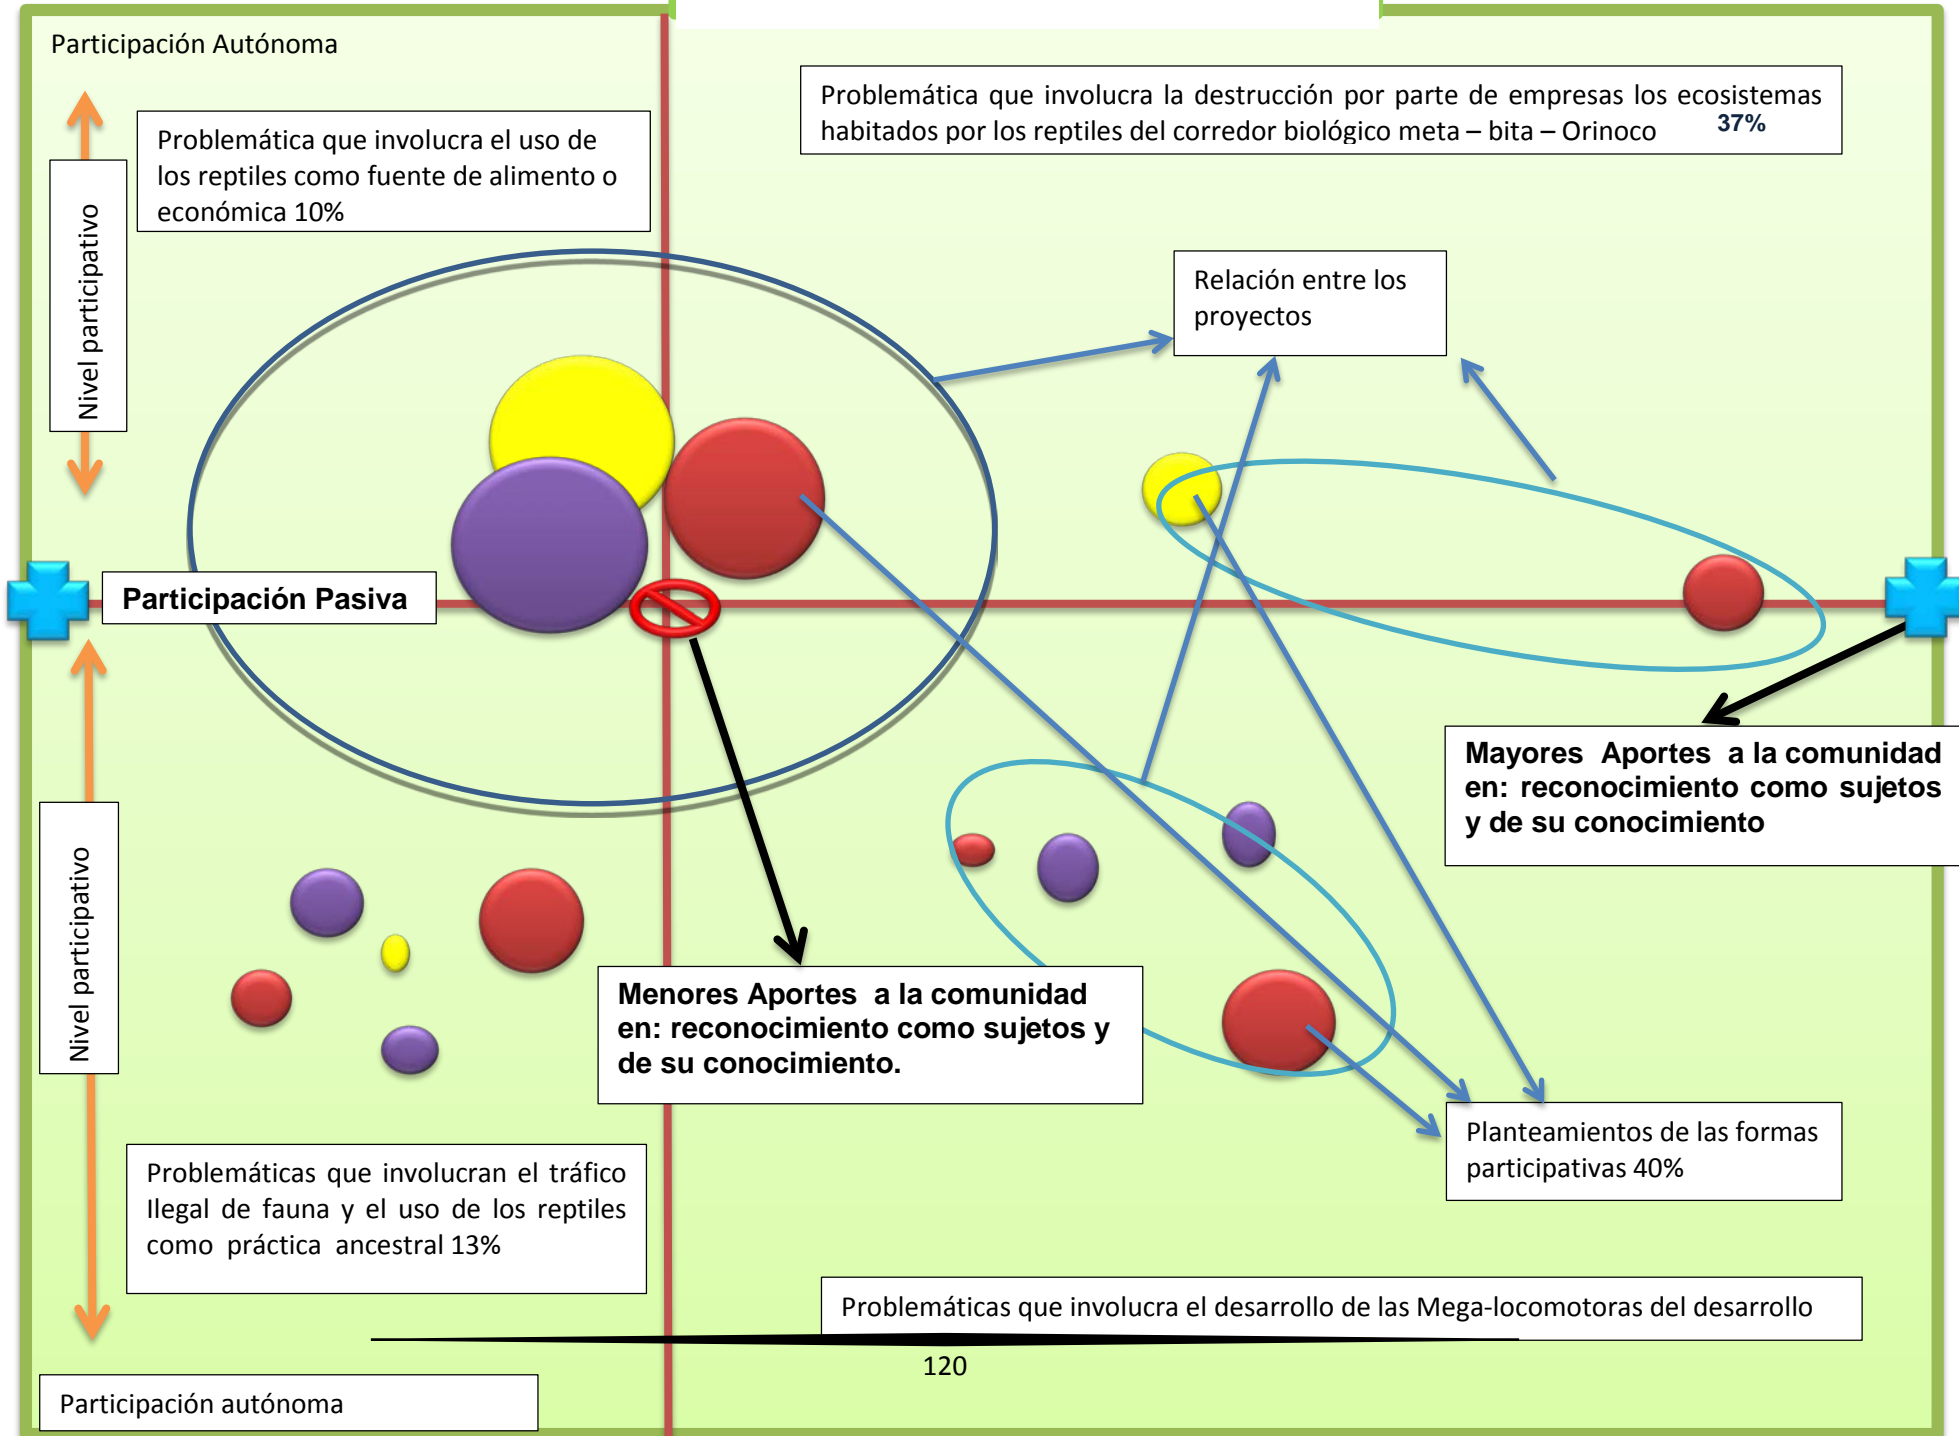 Participación Autónoma
Problemática que involucra la destrucción por parte de empresas los ecosistemas
habitados por los reptiles del corredor biológico meta – bita – Orinoco 37%
Problemática que involucra el uso de
los reptiles como fuente de alimento o
económica 10%
Nivel participativo
Relación entre los
proyectos
Participación Pasiva
Mayores Aportes a la comunidad
en: reconocimiento como sujetos
y de su conocimiento
Nivel participativo
Menores Aportes a la comunidad
en: reconocimiento como sujetos y
de su conocimiento.
Planteamientos de las formas
participativas 40%
Problemáticas que involucran el tráfico
Ilegal de fauna y el uso de los reptiles
como práctica ancestral 13%
Problemáticas que involucra el desarrollo de las Mega-locomotoras del desarrollo
120
Participación autónoma